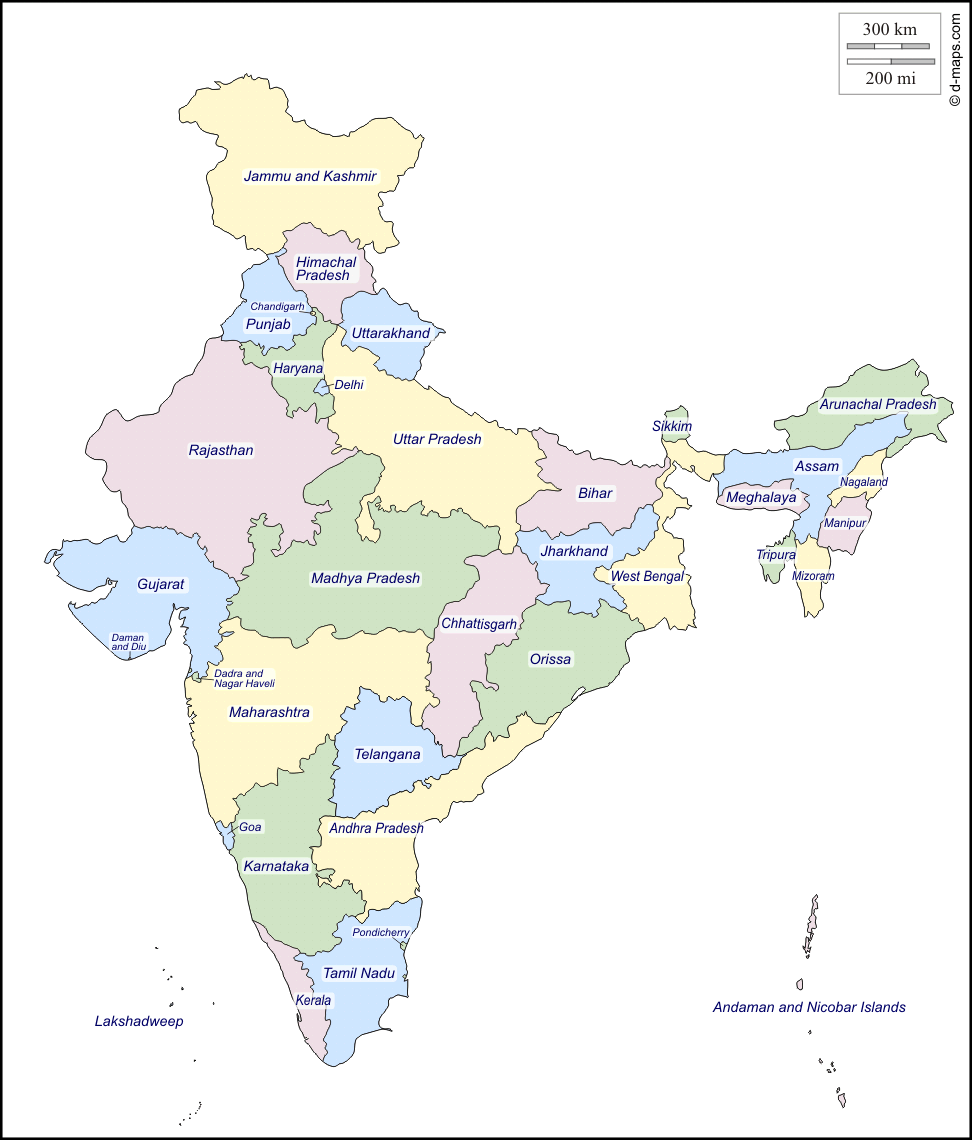 300 km
200 mi
© d-maps.com
Jammu and Kashmir
Himachal
Pradesh
Chandigarh
Punjab
Uttarakhand
Haryana
Delhi
Arunachal Pradesh
Sikkim
Uttar Pradesh
Rajasthan
Assam
Nagaland
Bihar
Meghalaya
Manipur
Jharkhand
Tripura
Mizoram
West Bengal
Madhya Pradesh
Gujarat
Chhattisgarh
Daman
and Diu
Orissa
Dadra and
Nagar Haveli
Maharashtra
Telangana
Goa
Andhra Pradesh
Karnataka
Pondicherry
Tamil Nadu
Kerala
Lakshadweep
Andaman and Nicobar Islands